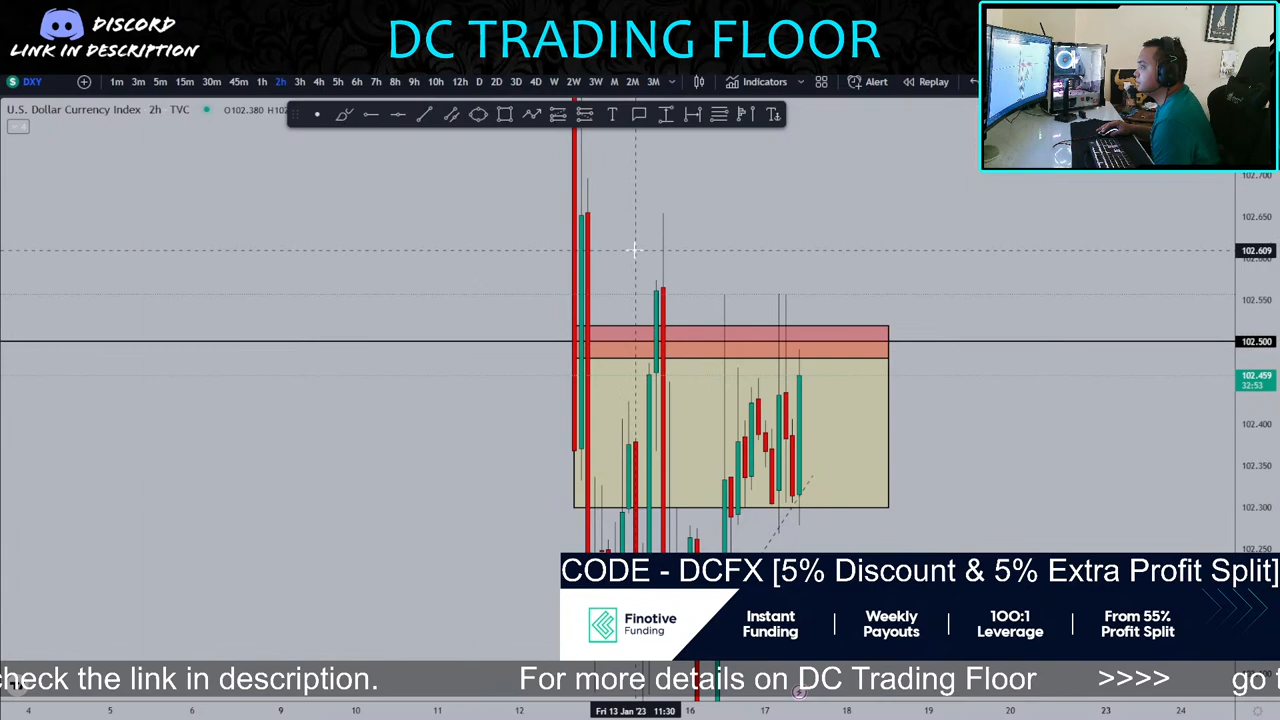 DISCORD
LINK IN DESCRIPTION
DC TRADING FLOOR
S DXY
1m 3m 5m 15m 30m 45m 1h 2h 3h 4h 5h 6h 7h 8h 9h 10h 12h D 2D 3D 4D W 2W 3W M 2M 3M
Indicators
Alert
Replay
U.S. Dollar Currency Index 2h TVC
O102.380
4
102.700
102.650
102.609
102.600
102.550
102.500
102.459
32:53
102.400
102.350
102.300
102.250
CODE - DCFX [5% Discount & 5% Extra Profit Split]
Finotive
Funding
Instant
Funding
Weekly
Payouts
100:1
Leverage
From 55%
Profit Split
check the link in description.
For more details on DC Trading Floor >>>> go t
4 5 6 9 10 11 12 Fri 13 Jan '23 11:30 16 17 18 19 20 23 24